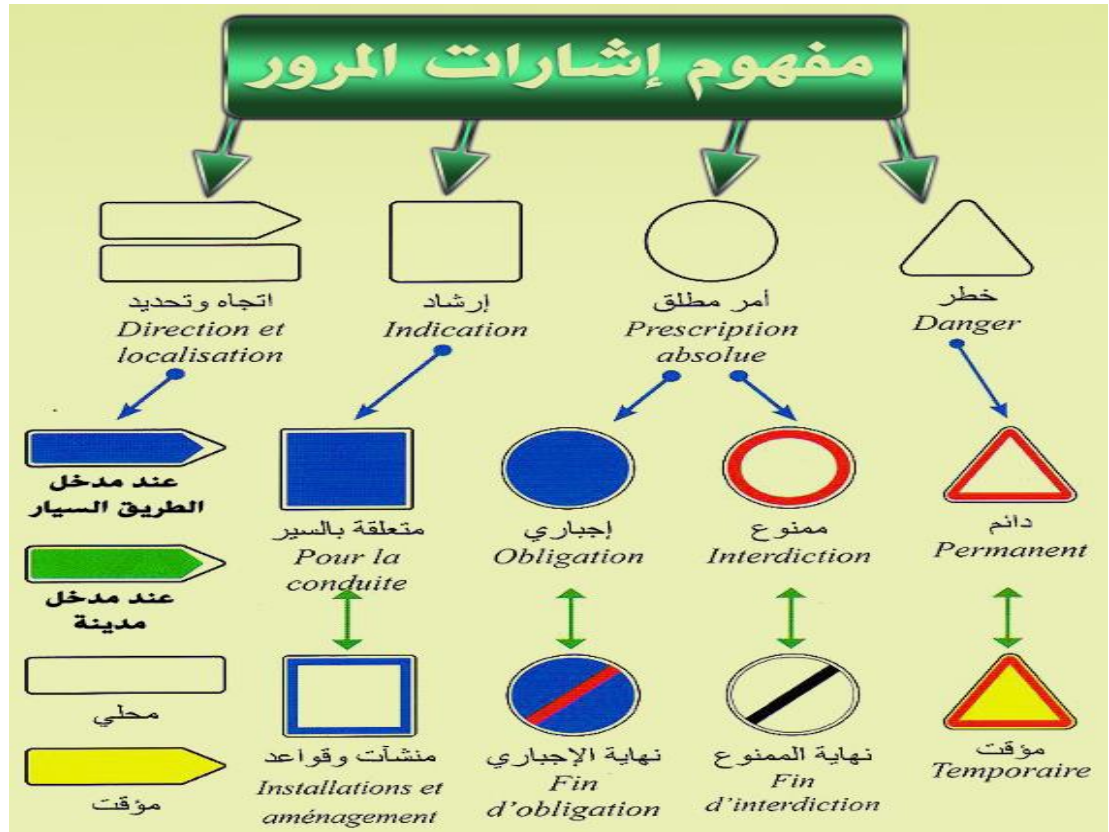 مفهوم إشارات المرور
خطر
Danger
أمر مطلق
Prescription
absolue
إرشاد
Indication
اتجاه وتحديد
Direction et
localisation
دائم
Permanent
ممنوع
Interdiction
إجباري
Obligation
متعلقة بالسير
Pour la
conduite
عند مدخل
الطريق السيار
عند مدخل
مدينة
محلي
مؤقت
Temporaire
نهاية الممنوع
Fin
d'interdiction
نهاية الإجباري
Fin
d'obligation
منشآت وقواعد
Installations et
aménagement
مؤقت